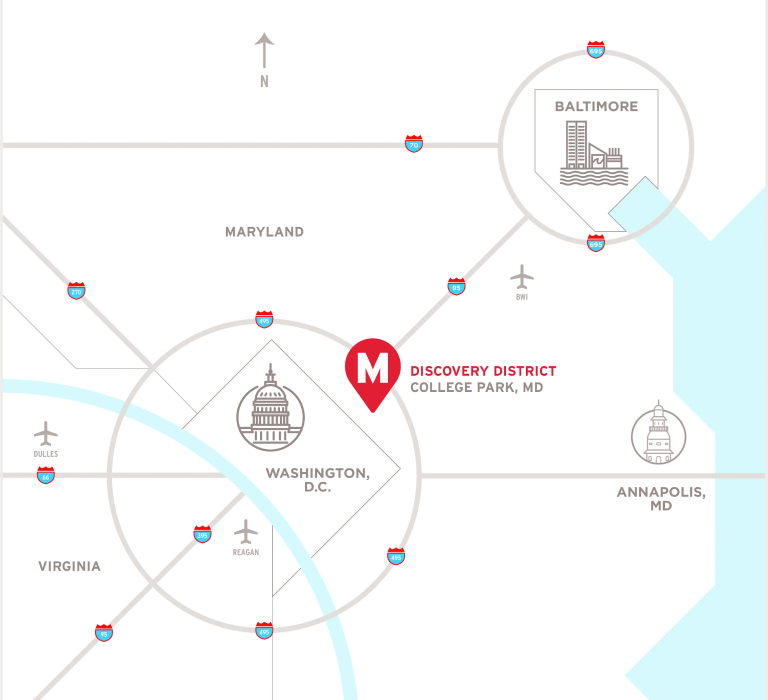 695
BALTIMORE
N
70
MARYLAND
695
270
95
BWI
495
M
DISCOVERY DISTRICT
COLLEGE PARK, MD
DULLES
66
WASHINGTON,
D.C.
ANNAPOLIS,
MD
395
REAGAN
495
VIRGINIA
95
495